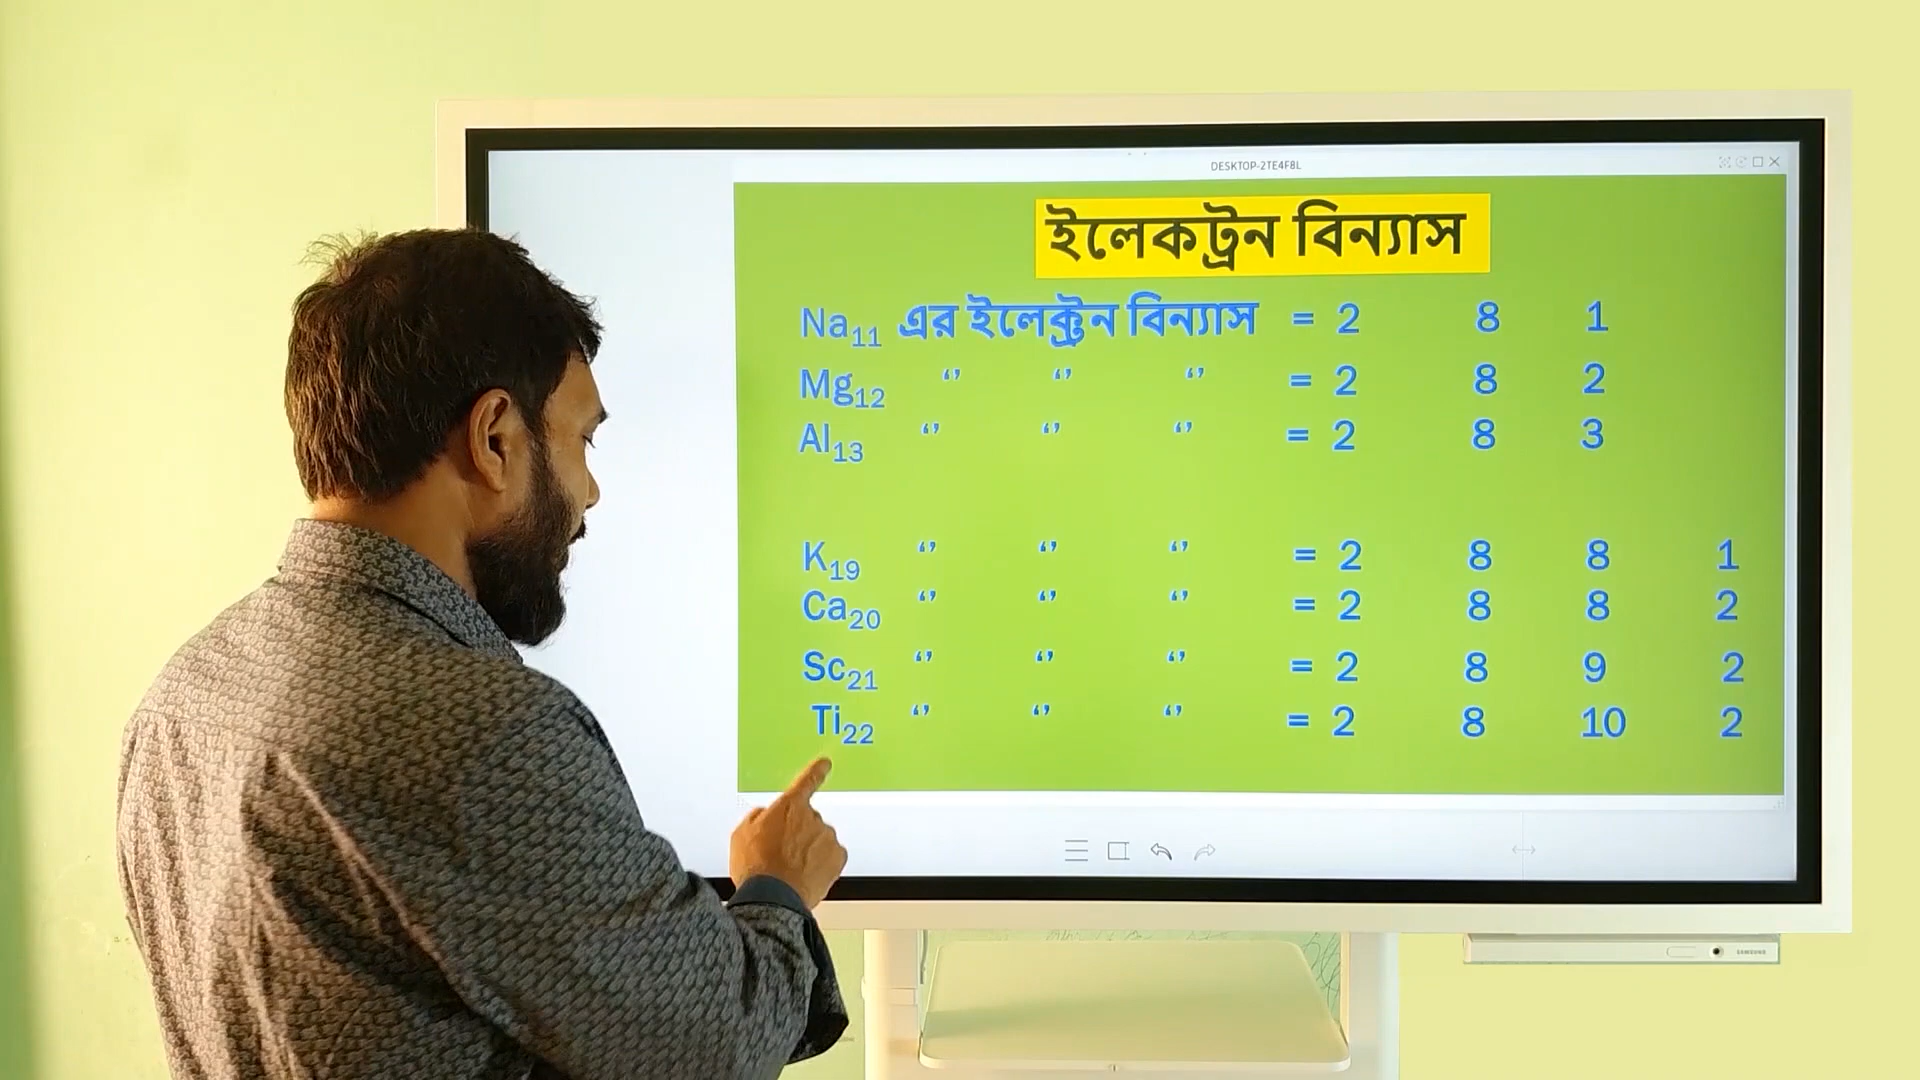 DESKTOP-2TE4F8L
ইলেকট্রন বিন্যাস
Na11 এর ইলেক্ট্রন বিন্যাস = 2 8 1
Mg12 “ “ “ = 2 8 2
Al13 “ “ “ = 2 8 3
K19 “ “ “ = 2 8 8 1
Ca20 “ “ “ = 2 8 8 2
Sc21 “ “ “ = 2 8 9 2
Ti22 “ “ “ = 2 8 10 2
SAMSUNG